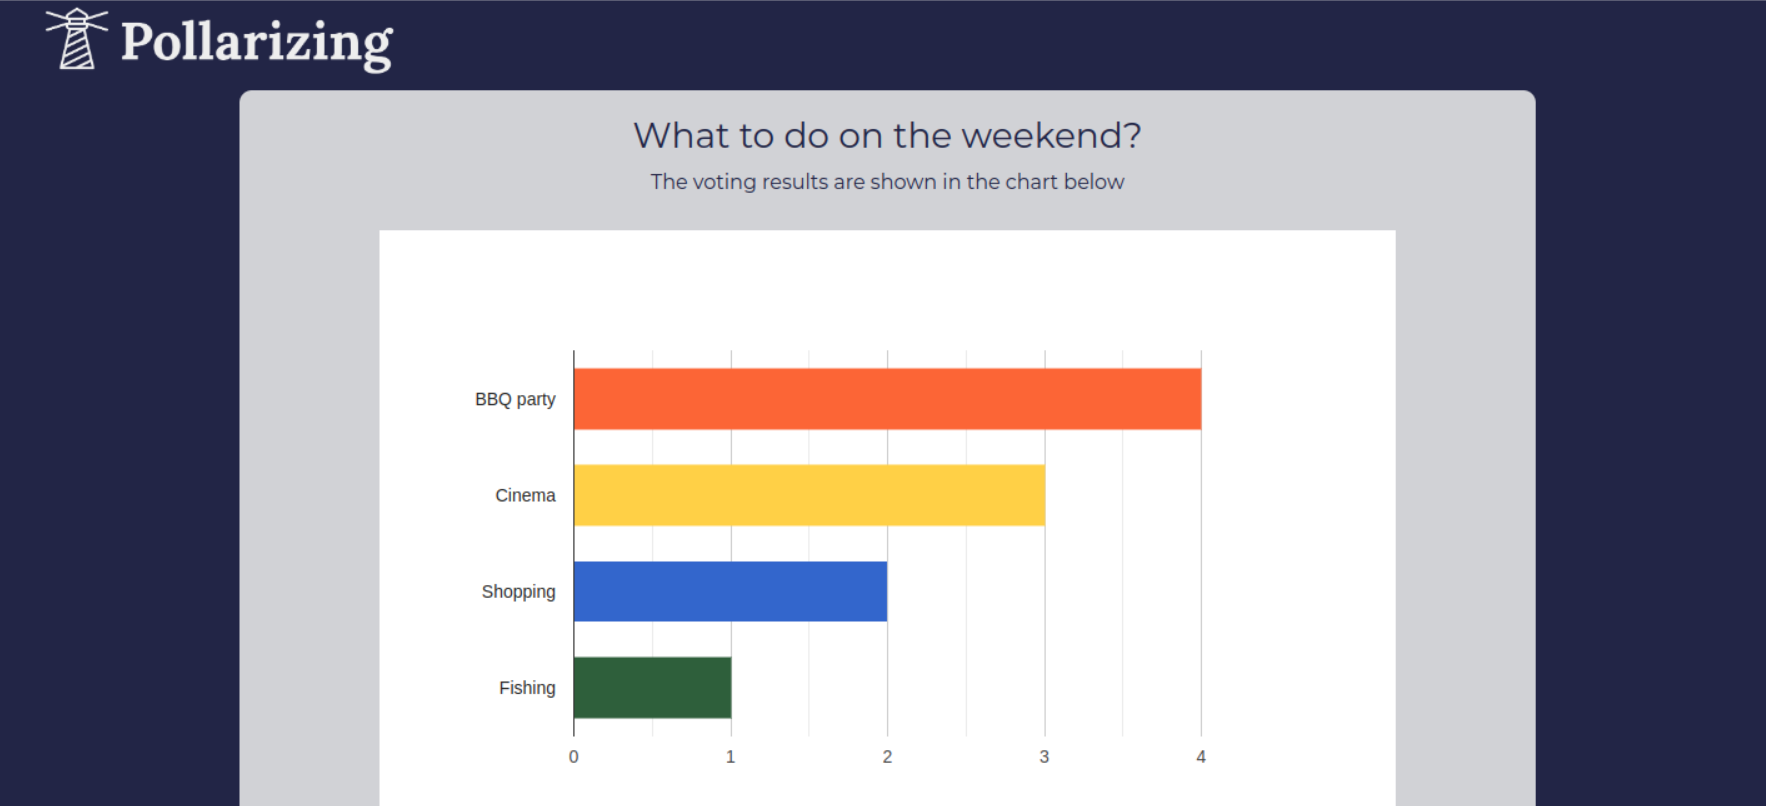 Pollarizing
What to do on the weekend?
The voting results are shown in the chart below
BBQ party
Cinema
Shopping
Fishing
0 1 2 3 4